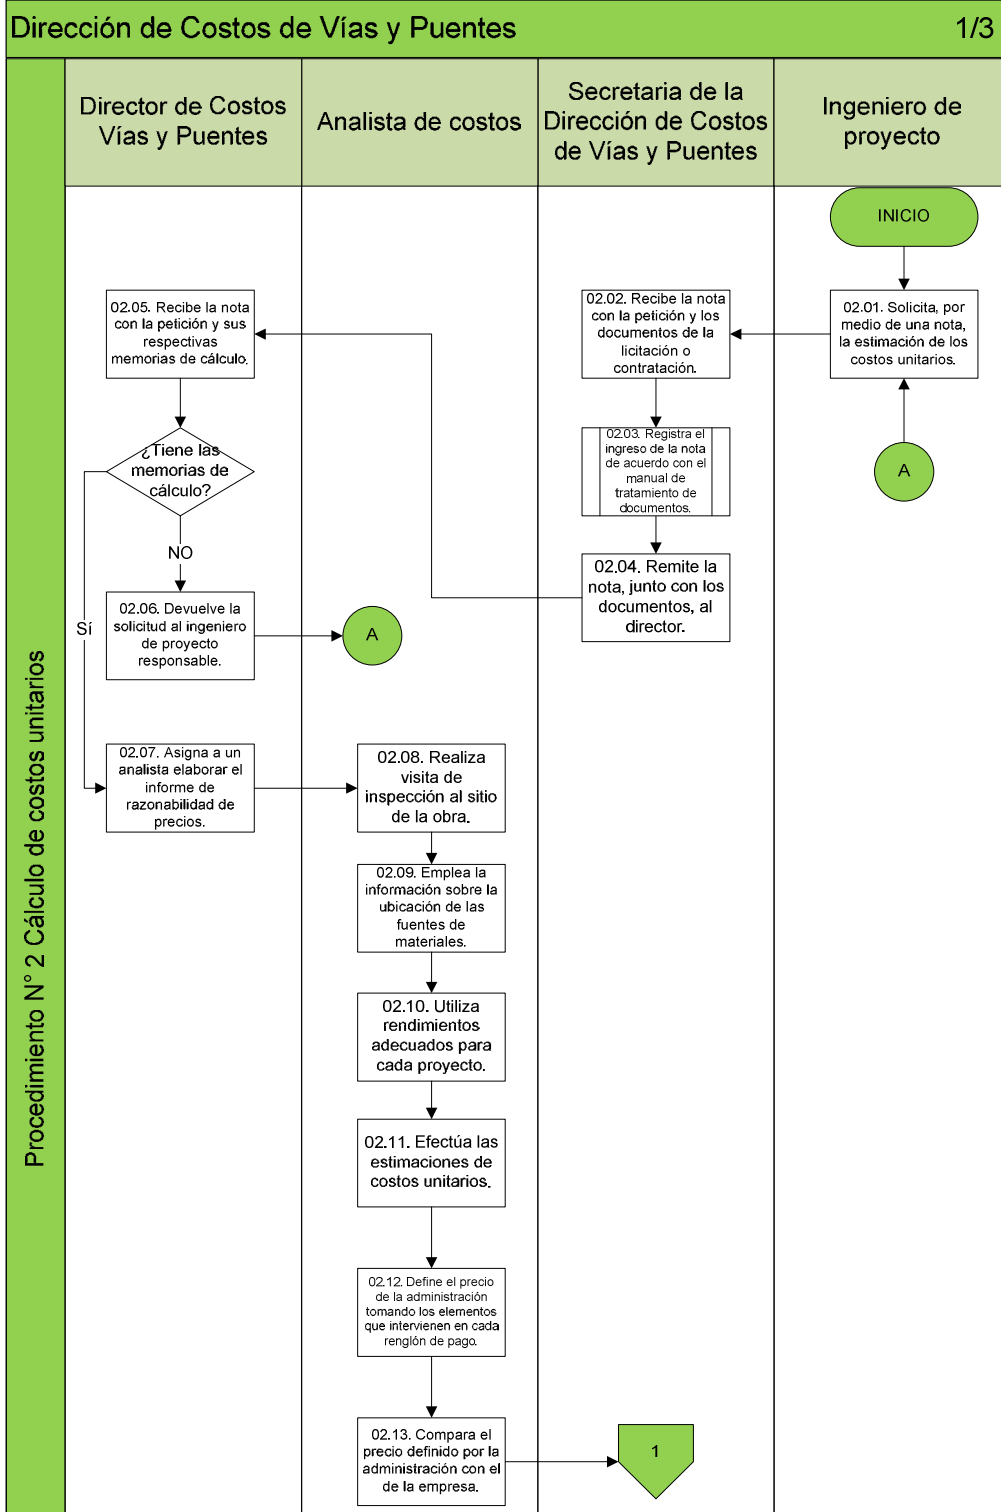 Dirección de Costos de Vías y Puentes
1/3
Procedimiento N° 2 Cálculo de costos unitarios
Director de Costos
Vías y Puentes
Analista de costos
Secretaria de la
Dirección de Costos
de Vías y Puentes
Ingeniero de
proyecto
INICIO
02.01. Solicita, por
medio de una nota,
la estimación de los
costos unitarios.
A
02.02. Recibe la nota
con la petición y los
documentos de la
licitación o
contratación.
02.03. Registra el
ingreso de la nota
de acuerdo con el
manual de
tratamiento de
documentos.
02.04. Remite la
nota, junto con los
documentos, al
director.
02.05. Recibe la nota
con la petición y sus
respectivas
memorias de cálculo.
¿Tiene las
memorias de
cálculo?
NO
Sí
02.06. Devuelve la
solicitud al ingeniero
de proyecto
responsable.
A
02.07. Asigna a un
analista elaborar el
informe de
razonabilidad de
precios.
02.08. Realiza
visita de
inspección al sitio
de la obra.
02.09. Emplea la
información sobre la
ubicación de las
fuentes de
materiales.
02.10. Utiliza
rendimientos
adecuados para
cada proyecto.
02.11. Efectúa las
estimaciones de
costos unitarios.
02.12. Define el precio
de la administración
tomando los elementos
que intervienen en cada
renglón de pago.
02.13. Compara el
precio definido por la
administración con el
de la empresa.
1